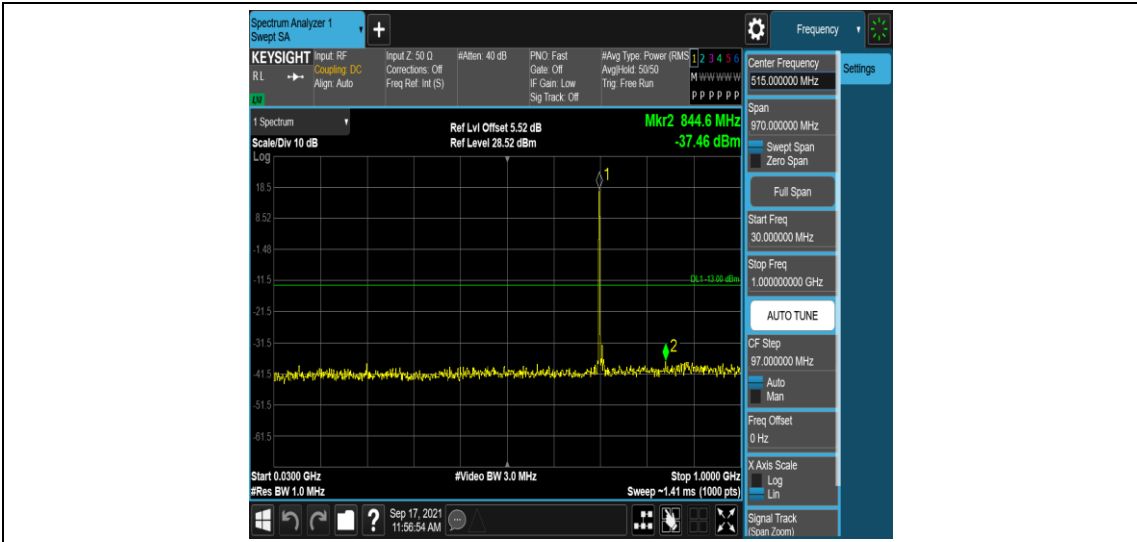 Spectrum Analyzer 1
Swept SA
Frequency
KEYSIGHT
Input: RF
Coupling: DC
Align: Auto
Input Z: 50 Ω
Corrections: Off
Freq Ref: Int (S)
#Atten: 40 dB
PNO: Fast
Gate: Off
IF Gain: Low
Sig Track: Off
#Avg Type: Power (RMS
Avg|Hold: 50/50
Trig: Free Run
1 2 3 4 5 6
M W W W W W
P P P P P P
R L
LXI
Center Frequency
515.000000 MHz
Settings
Span
970.000000 MHz
Swept Span
Zero Span
Full Span
Start Freq
30.000000 MHz
Stop Freq
1.000000000 GHz
AUTO TUNE
CF Step
97.000000 MHz
Auto
Man
Freq Offset
0 Hz
X Axis Scale
Log
Lin
Signal Track
(Span Zoom)
1 Spectrum
Scale/Div 10 dB
Log
Ref Lvl Offset 5.52 dB
Ref Level 28.52 dBm
Mkr2 844.6 MHz
-37.46 dBm
1
18.5
8.52
-1.48
-11.5
DL1 -13.00 dBm
-21.5
-31.5
2
-41.5
-51.5
-61.5
Start 0.0300 GHz
#Res BW 1.0 MHz
#Video BW 3.0 MHz
Stop 1.0000 GHz
Sweep ~1.41 ms (1000 pts)
?
Sep 17, 2021
11:56:54 AM